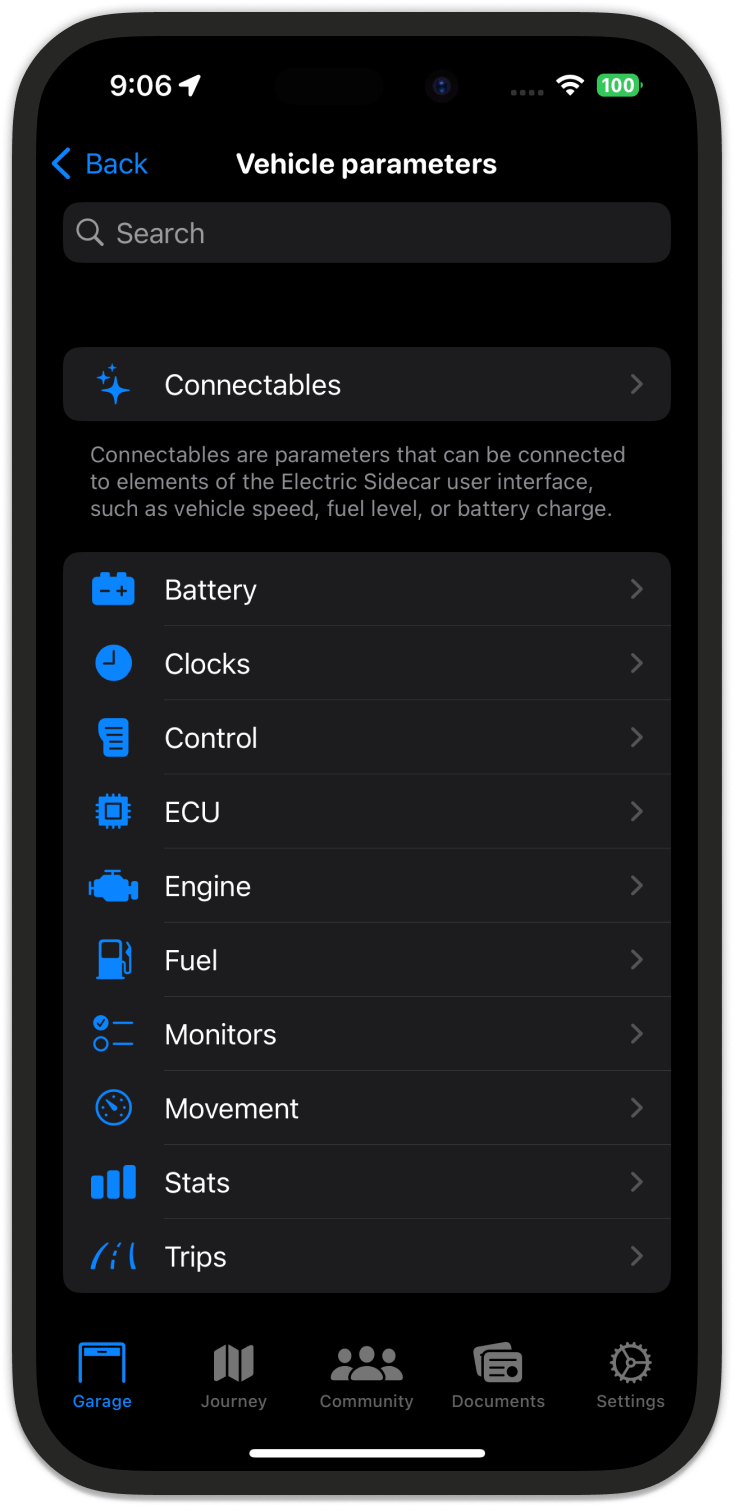 9:06
100
Back
Vehicle parameters
Search
Connectables
Connectables are parameters that can be connected
to elements of the Electric Sidecar user interface,
such as vehicle speed, fuel level, or battery charge.
Battery
Clocks
Control
ECU
Engine
Fuel
Monitors
Movement
Stats
Trips
Garage
Journey
Community
Documents
Settings